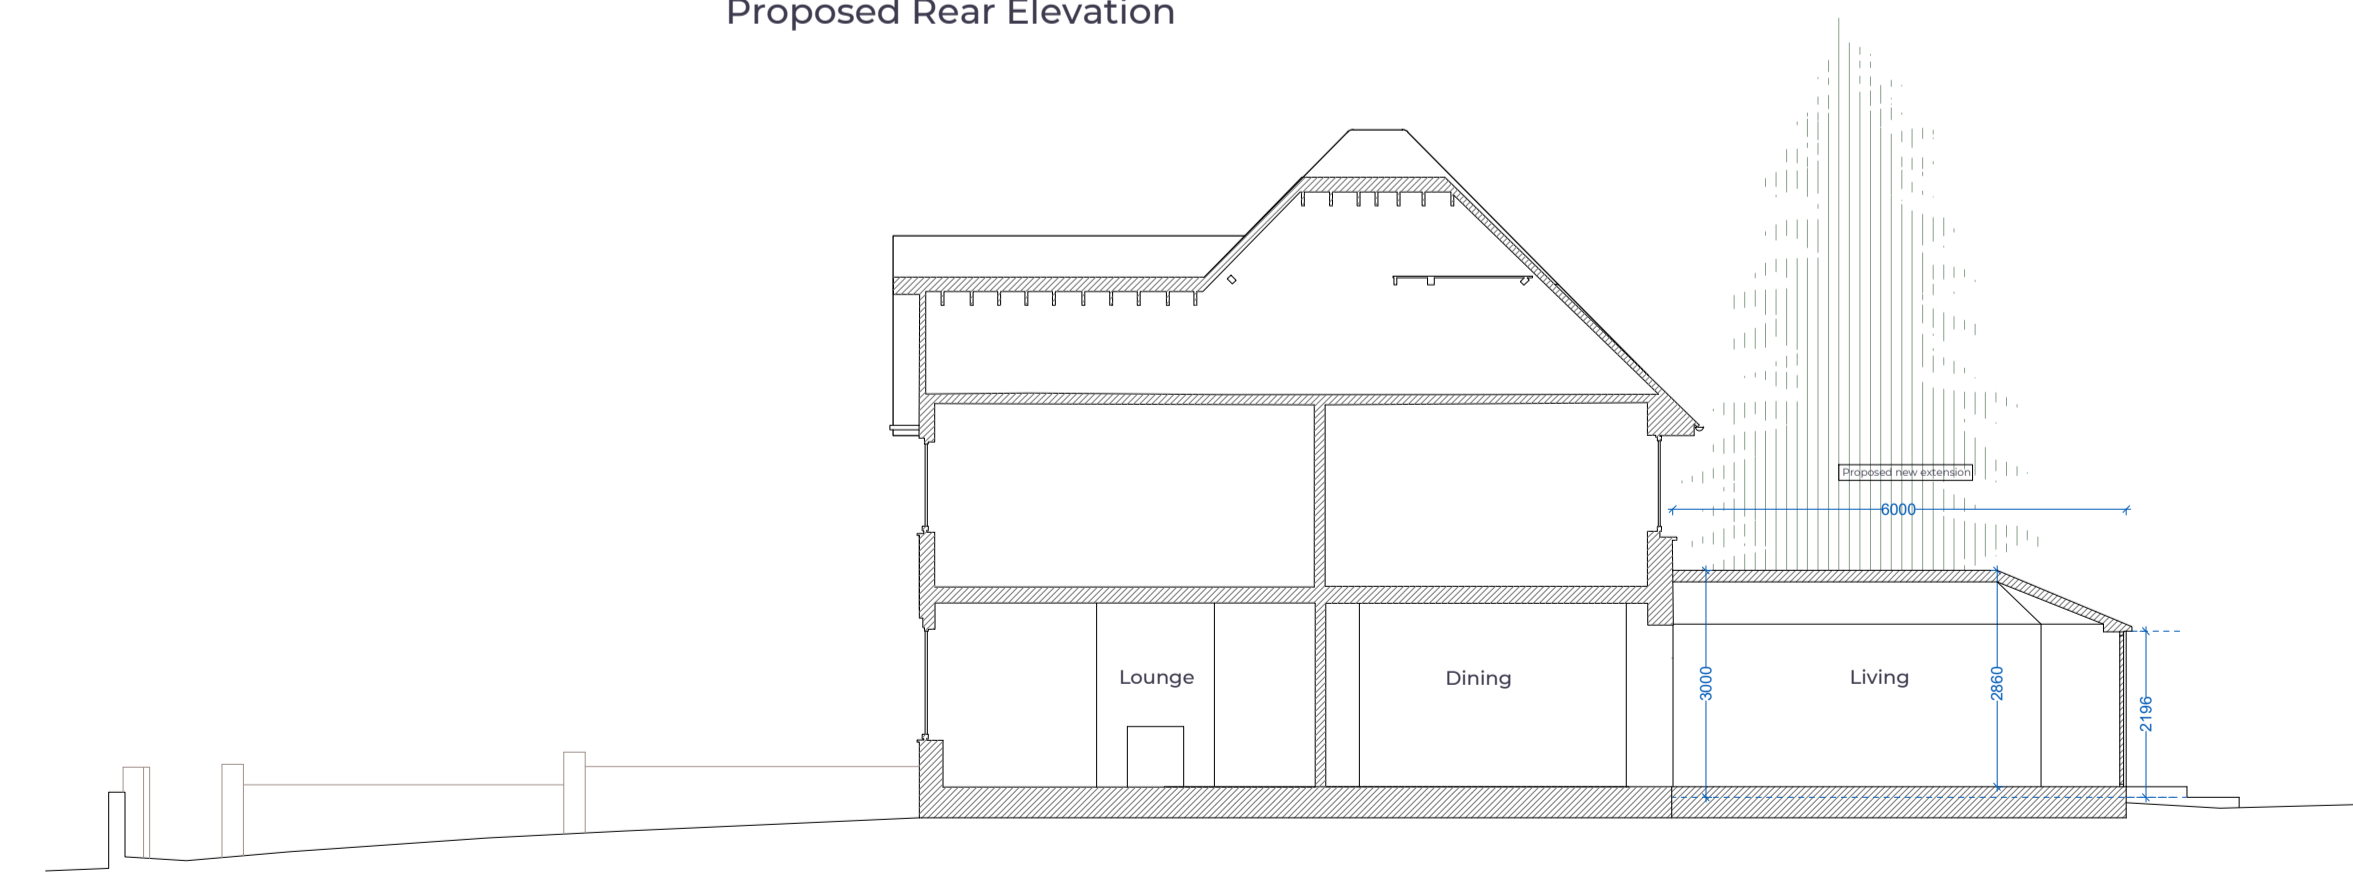 Proposed Rear Elevation
Proposed new extension
6000
Lounge
Dining
3000
Living
2860
2196